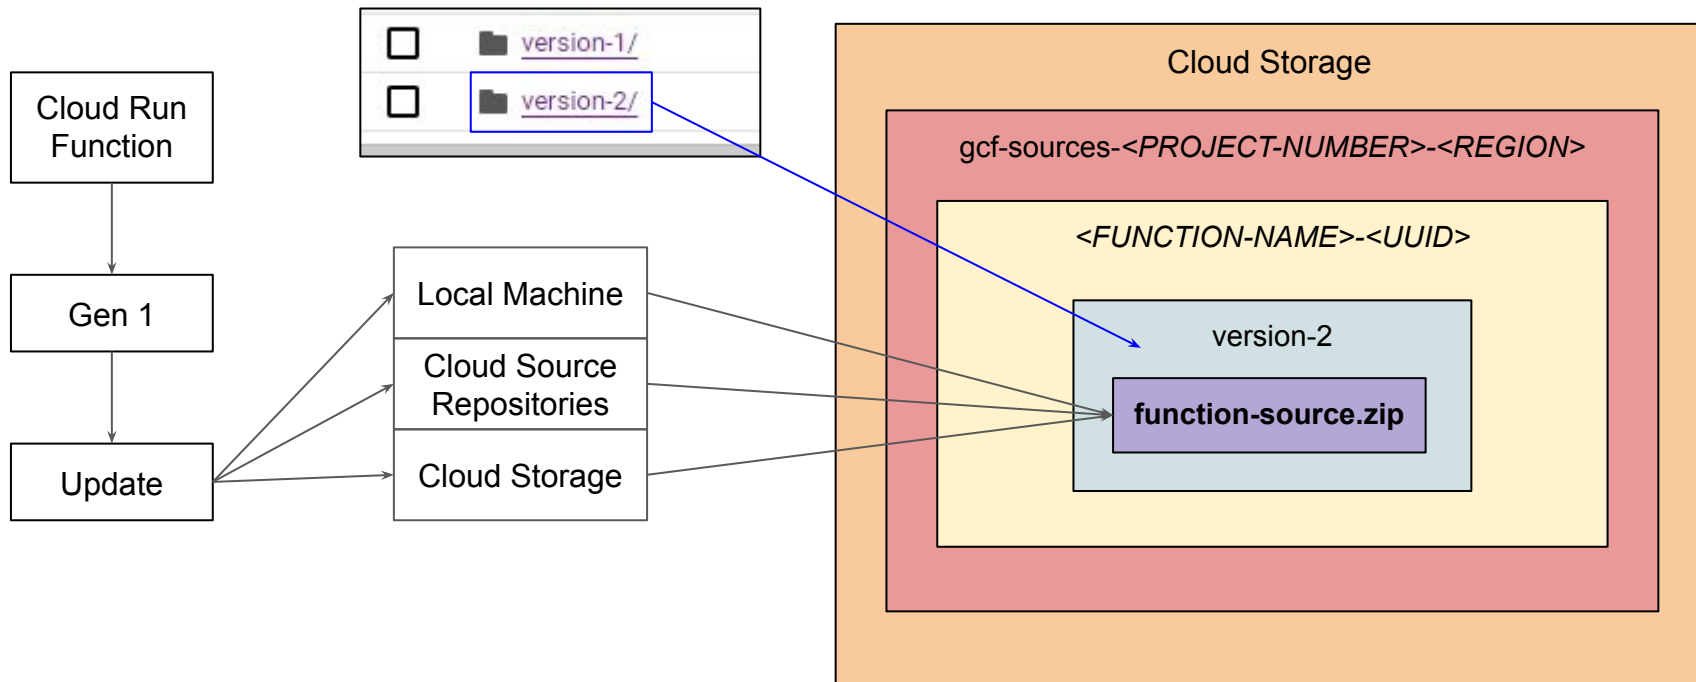 version-1/
version-2/
Cloud Run
Function
Gen 1
Update
Local Machine
Cloud Source
Repositories
Cloud Storage
Cloud Storage
gcf-sources-<PROJECT-NUMBER>-<REGION>
<FUNCTION-NAME>-<UUID>
version-2
function-source.zip